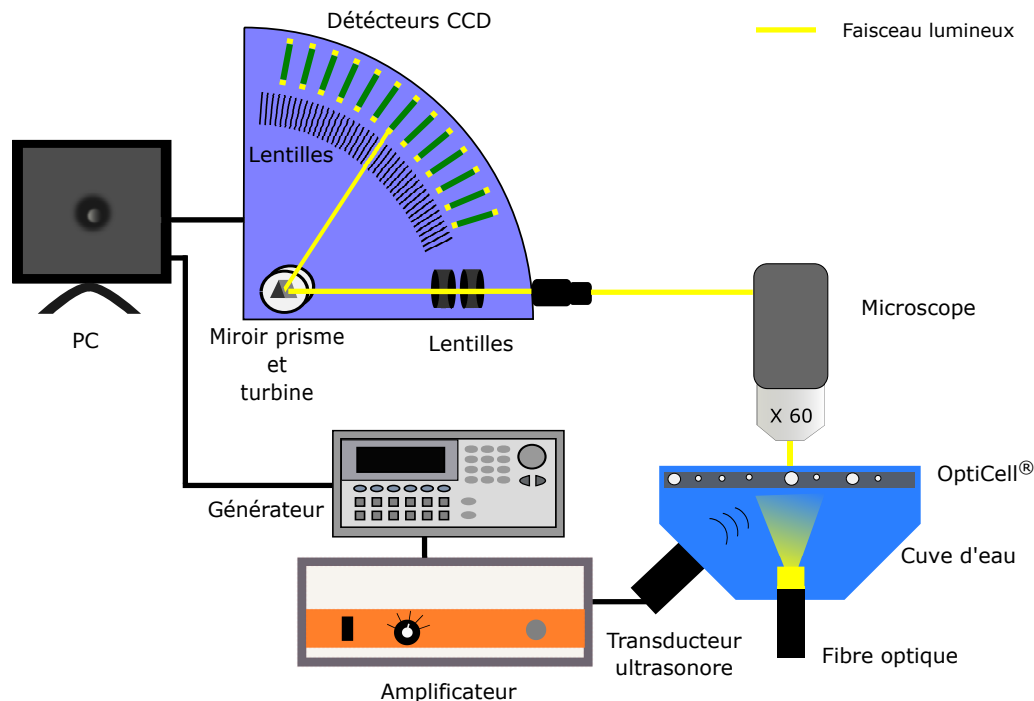 Détécteurs CCD
Faisceau lumineux
Lentilles
PC
Miroir prisme
et
turbine
Lentilles
Microscope
X 60
OptiCell®
Générateur
Cuve d'eau
Transducteur
ultrasonore
Fibre optique
Amplificateur